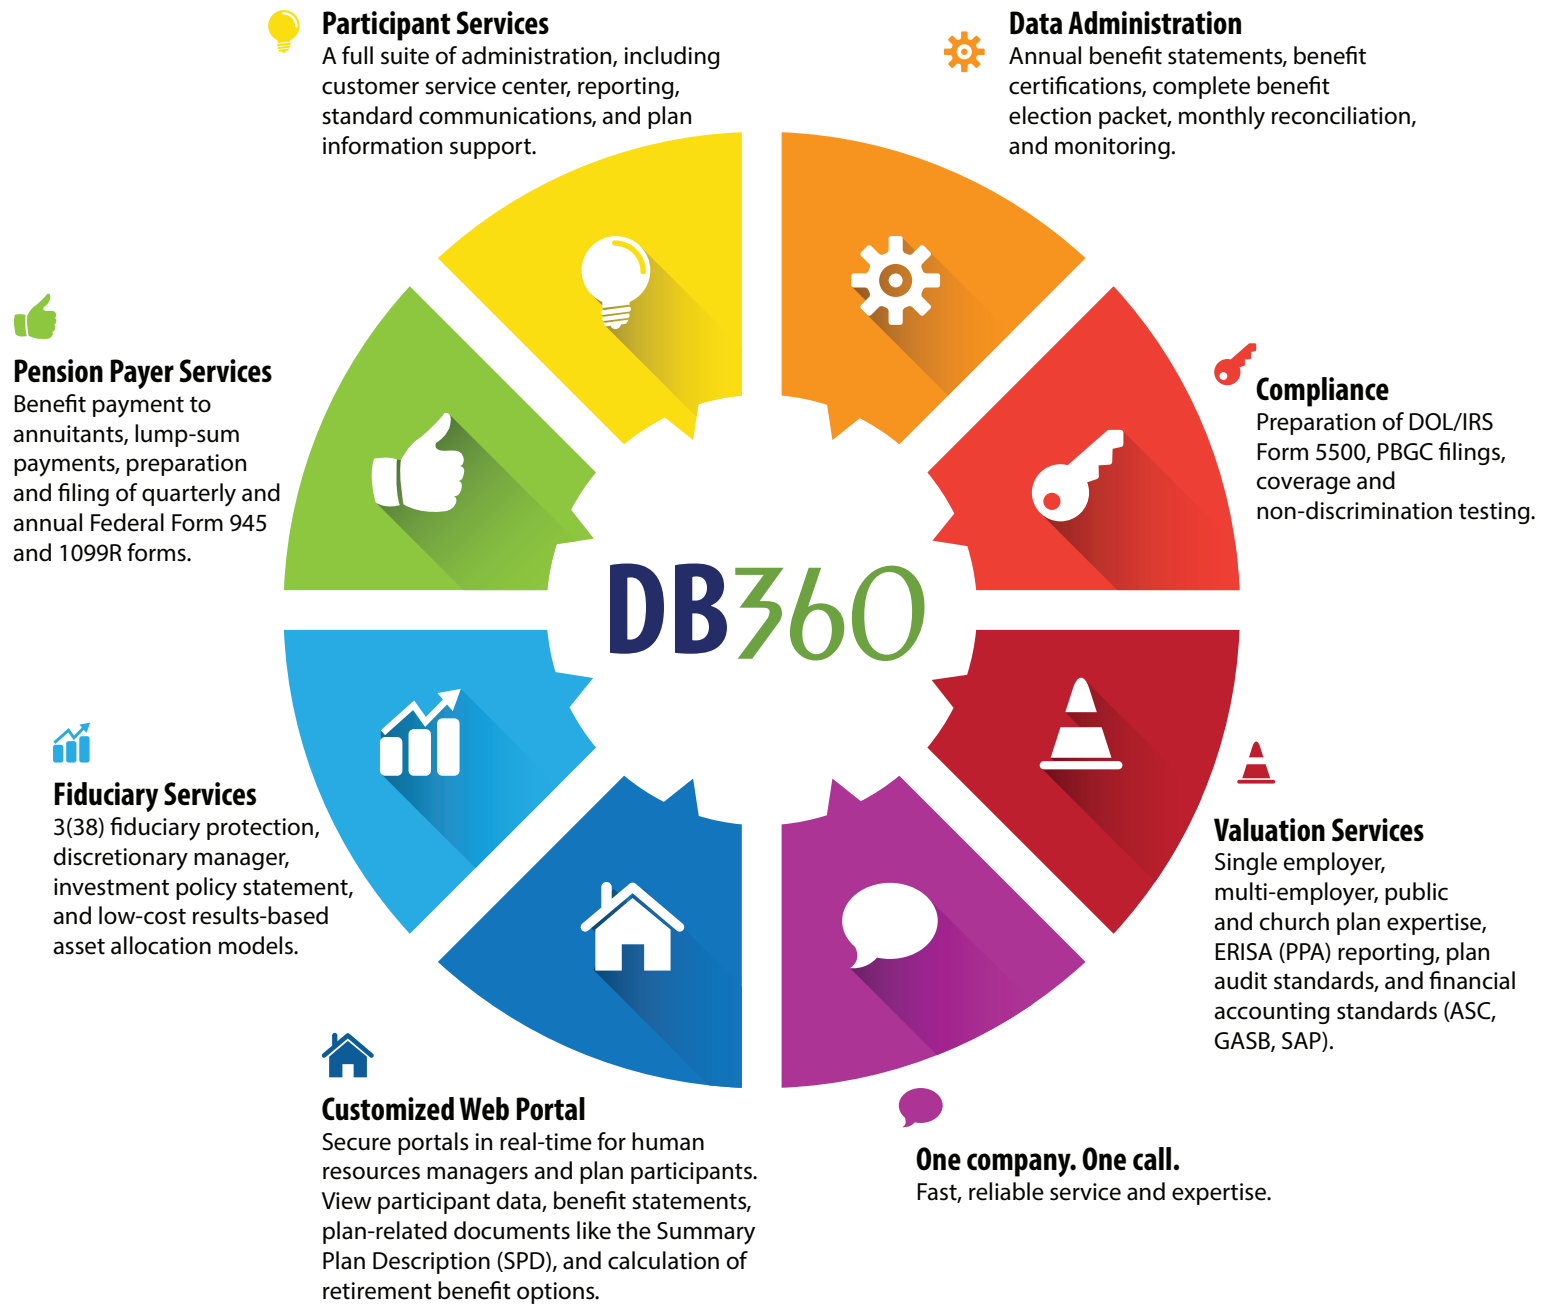 Participant Services
A full suite of administration, including
customer service center, reporting,
standard communications, and plan
information support.
Data Administration
Annual benefit statements, benefit
certifications, complete benefit
election packet, monthly reconciliation,
and monitoring.
Pension Payer Services
Benefit payment to
annuitants, lump-sum
payments, preparation
and filing of quarterly and
annual Federal Form 945
and 1099R forms.
Compliance
Preparation of DOL/IRS
Form 5500, PBGC filings,
coverage and
non-discrimination testing.
DB360
Fiduciary Services
3(38) fiduciary protection,
discretionary manager,
investment policy statement,
and low-cost results-based
asset allocation models.
Valuation Services
Single employer,
multi-employer, public
and church plan expertise,
ERISA (PPA) reporting, plan
audit standards, and financial
accounting standards (ASC,
GASB, SAP).
Customized Web Portal
Secure portals in real-time for human
resources managers and plan participants.
View participant data, benefit statements,
plan-related documents like the Summary
Plan Description (SPD), and calculation of
retirement benefit options.
One company. One call.
Fast, reliable service and expertise.